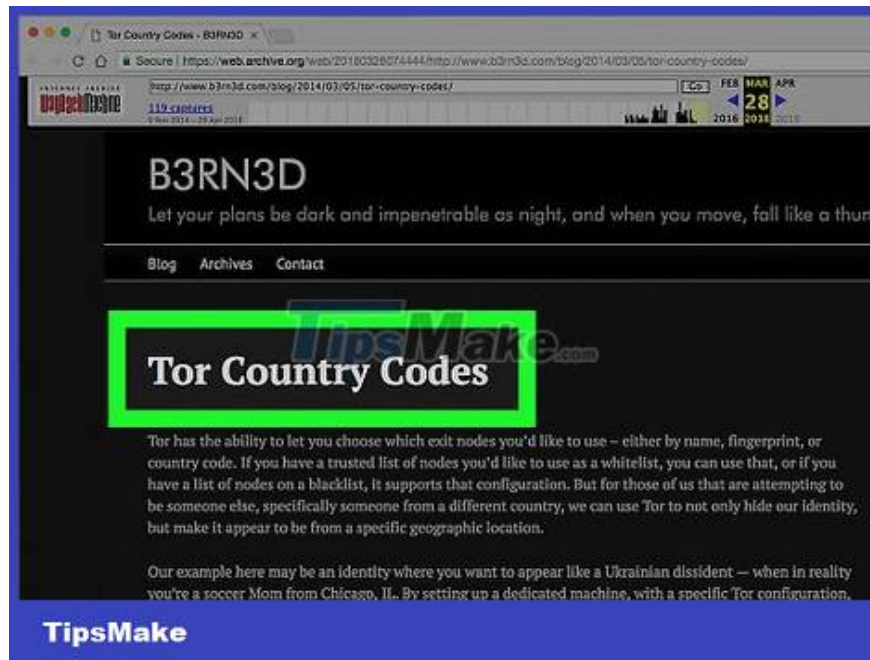 Tor Country Codes - B3RN3D ×
Secure | https://web.archive.org/web/20180328074444/http://www.b3rn3d.com/blog/2014/03/05/tor-country-codes/
INTERNET ARCHIVE
WayBackMachine
http://www.b3rn3d.com/blog/2014/03/05/tor-country-codes/
Go
FEB MAR APR
119 captures
28
2016 2018 2019
B3RN3D
Let your plans be dark and impenetrable as night, and when you move, fall like a thun
Blog Archives Contact
TipsMake.com
Tor Country Codes
Tor has the ability to let you choose which exit nodes you'd like to use – either by name, fingerprint, or
country code. If you have a trusted list of nodes you'd like to use as a whitelist, you can use that, or if you
have a list of nodes on a blacklist, it supports that configuration. But for those of us that are attempting to
be someone else, specifically someone from a different country, we can use Tor to not only hide our identity,
but make it appear to be from a specific geographic location.
Our example here may be an identity where you want to appear like a Ukrainian dissident — when in reality
you're a soccer Mom from Chicago, IL. By setting up a dedicated machine, with a specific Tor configuration,
TipsMake